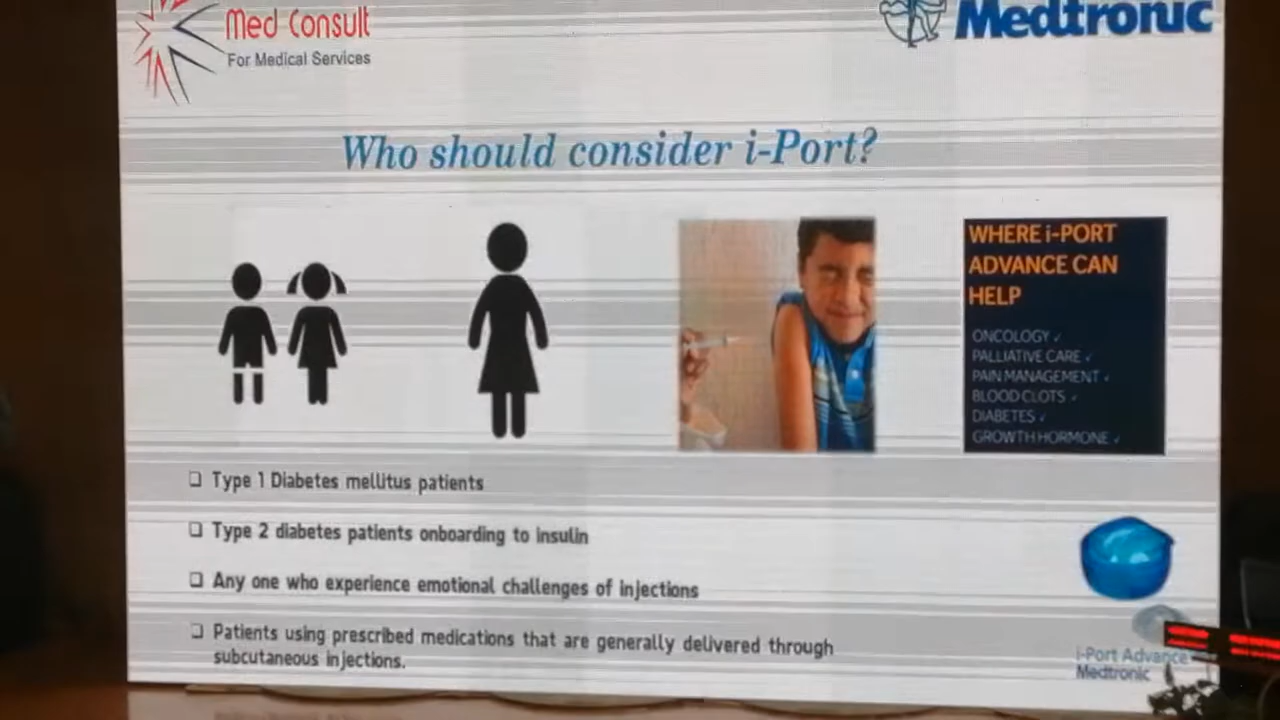 Med Consult
For Medical Services
Medtronic
Who should consider i-Port?
WHERE i-PORT
ADVANCE CAN
HELP
ONCOLOGY ✓
PALLIATIVE CARE ✓
PAIN MANAGEMENT ✓
BLOOD CLOTS ✓
DIABETES ✓
GROWTH HORMONE ✓
❑ Type 1 Diabetes mellitus patients
❑ Type 2 diabetes patients onboarding to insulin
❑ Any one who experience emotional challenges of injections
❑ Patients using prescribed medications that are generally delivered through
subcutaneous injections.
i-Port Advance
Medtronic